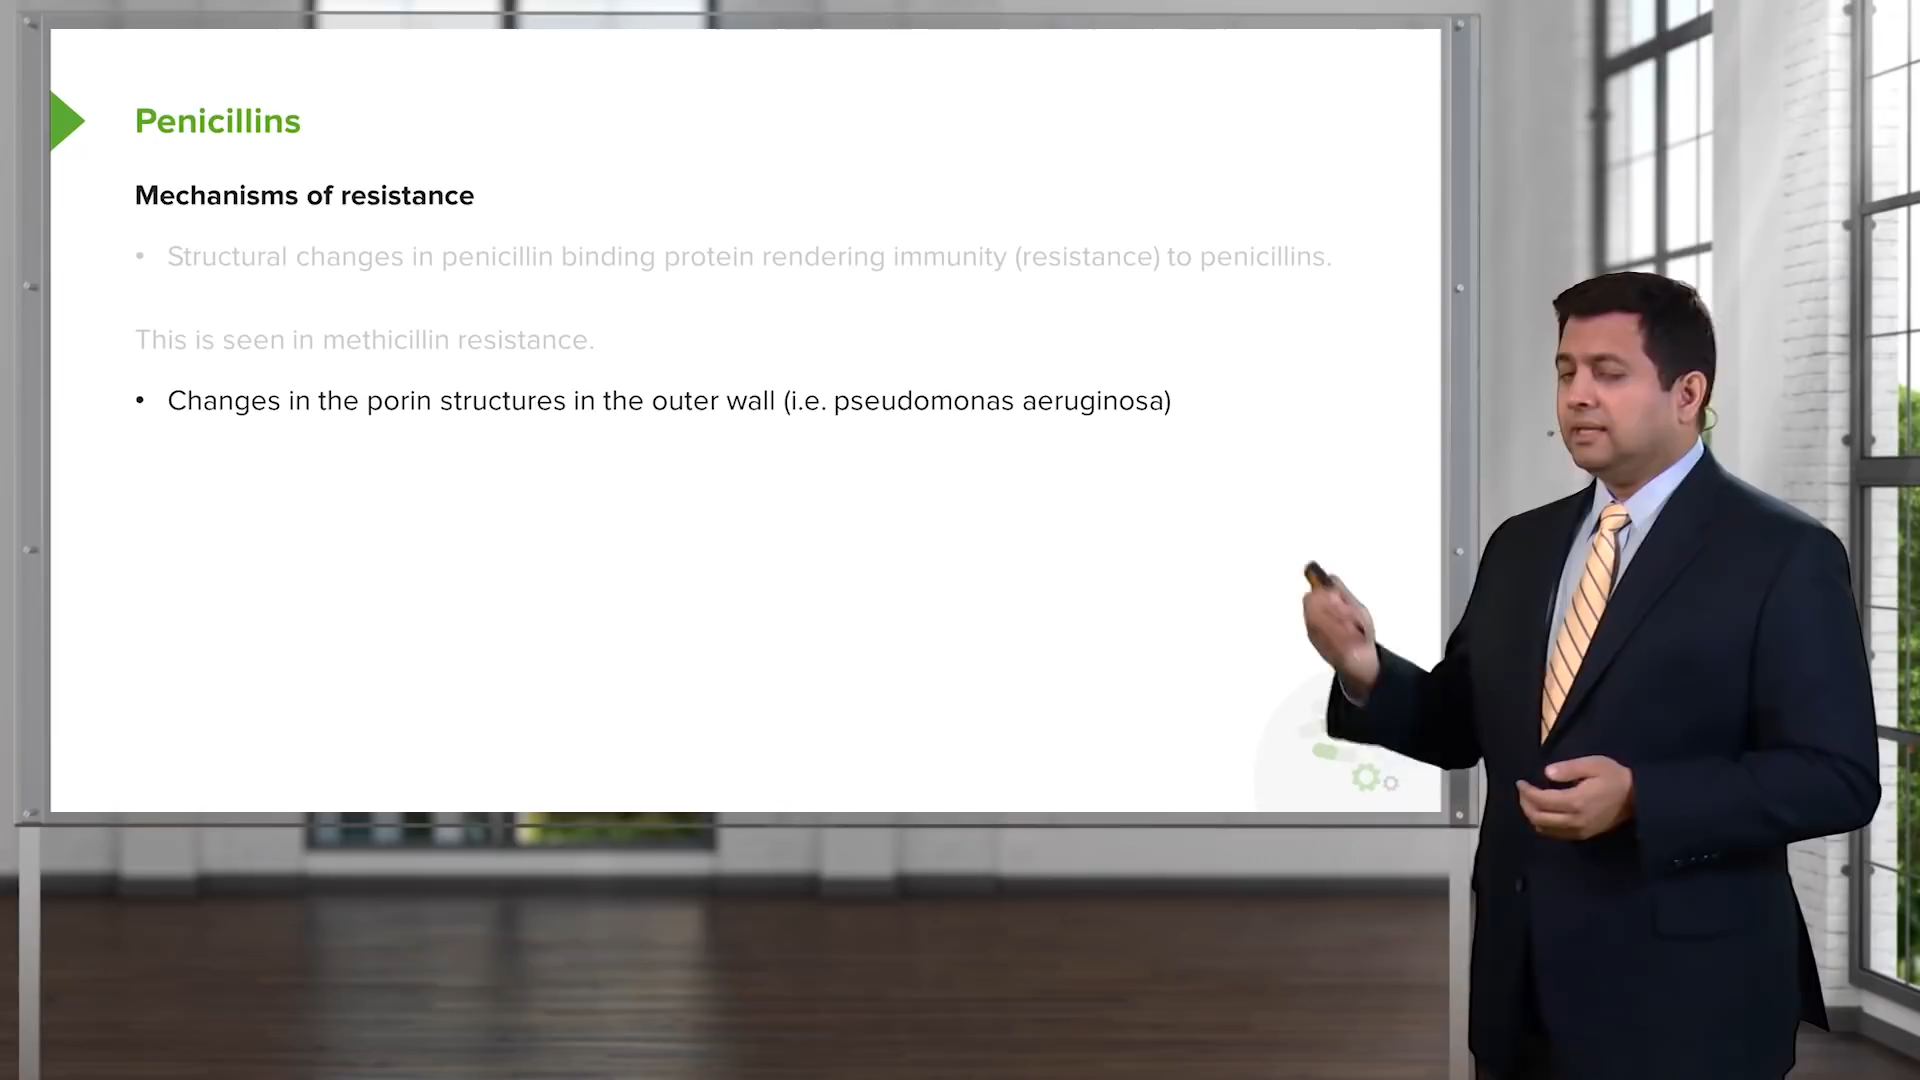 Penicillins
Mechanisms of resistance
• Structural changes in penicillin binding protein rendering immunity (resistance) to penicillins.
This is seen in methicillin resistance.
• Changes in the porin structures in the outer wall (i.e. pseudomonas aeruginosa)